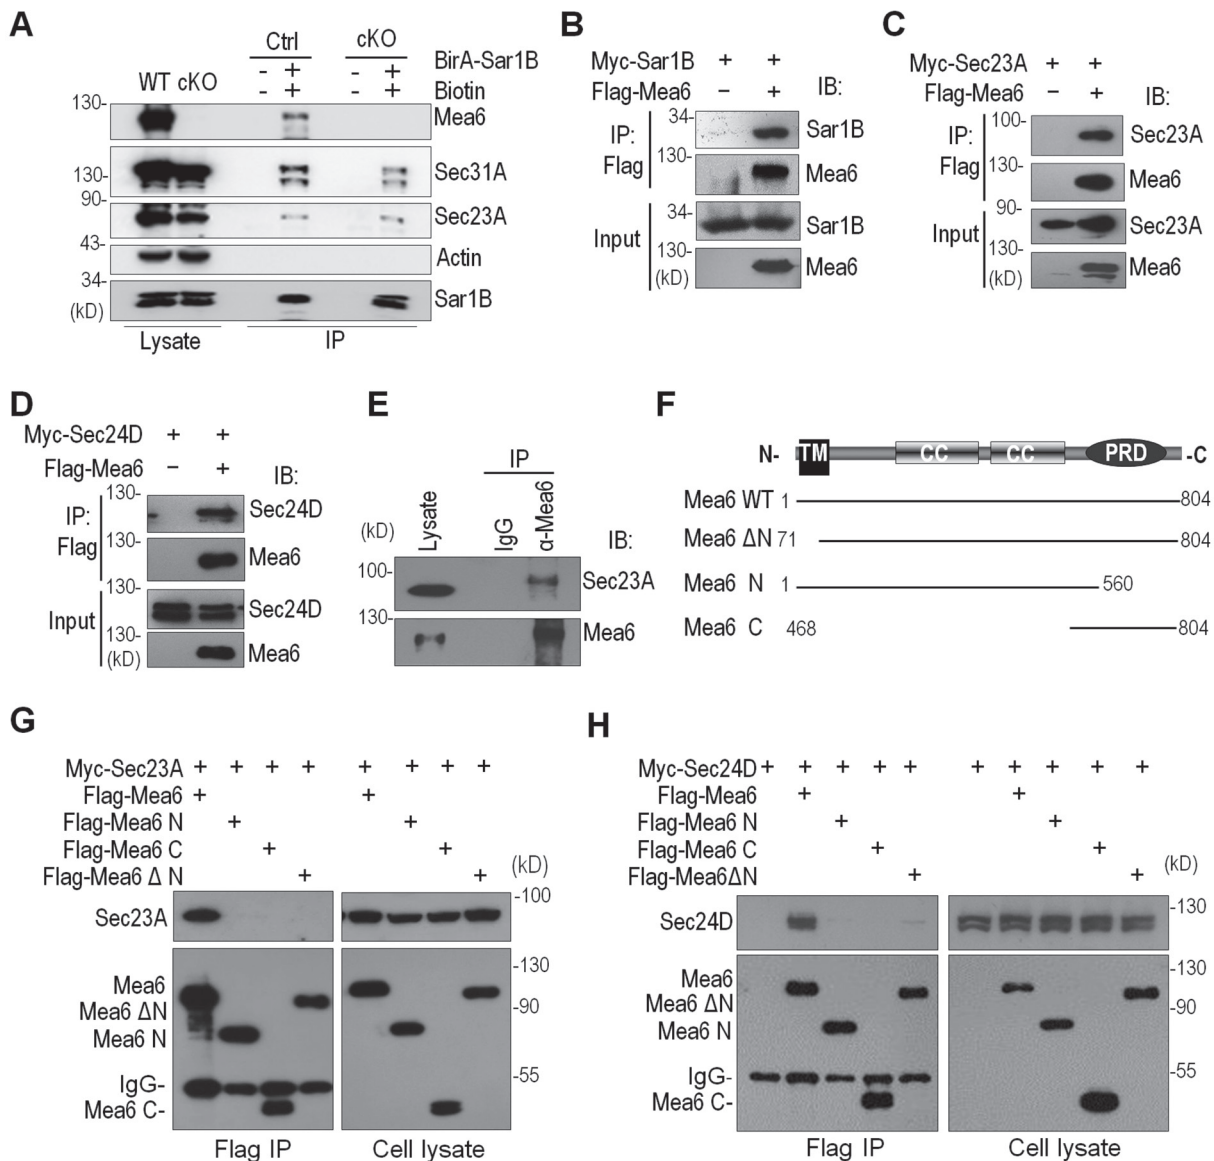 A
Ctrl cKO
- + - + BirA-Sar1B
WT cKO - + - + Biotin
130- Mea6
130- Sec31A
90- Sec23A
43- Actin
34- Sar1B
(kD)
Lysate IP
B
Myc-Sar1B + +
Flag-Mea6 - + IB:
IP: Flag
34- Sar1B
130- Mea6
Input
34- Sar1B
130- Mea6
(kD)
C
Myc-Sec23A + +
Flag-Mea6 - + IB:
IP: Flag
100- Sec23A
130- Mea6
Input
90- Sec23A
130- Mea6
(kD)
D
Myc-Sec24D + +
Flag-Mea6 - + IB:
IP: Flag
130- Sec24D
130- Mea6
Input
130- Sec24D
130- Mea6
(kD)
E
IP
(kD) Lysate IgG α-Mea6 IB:
100- Sec23A
130- Mea6
F
N- TM CC CC PRD -C
Mea6 WT 1 804
Mea6 ΔN 71 804
Mea6 N 1 560
Mea6 C 468 804
G
Myc-Sec23A + + + + + + + +
Flag-Mea6 + +
Flag-Mea6 N + +
Flag-Mea6 C + + (kD)
Flag-Mea6 Δ N + +
Sec23A -100
Mea6 -130
Mea6 ΔN -90
Mea6 N
IgG- -55
Mea6 C-
Flag IP Cell lysate
H
Myc-Sec24D + + + + + + + + + +
Flag-Mea6 + +
Flag-Mea6 N + +
Flag-Mea6 C + + (kD)
Flag-Mea6ΔN + +
Sec24D -130
Mea6 -130
Mea6 ΔN -90
Mea6 N
IgG- -55
Mea6 C-
Flag IP Cell lysate